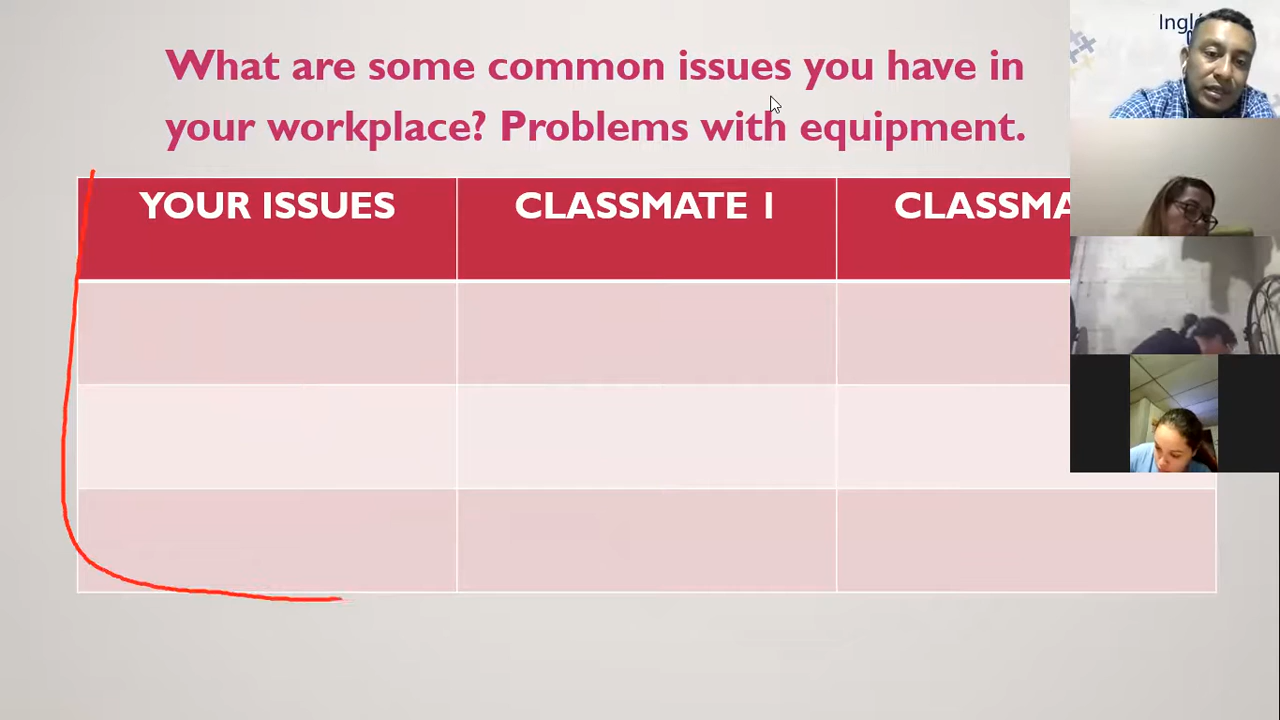 What are some common issues you have in
your workplace? Problems with equipment.
YOUR ISSUES
CLASSMATE 1